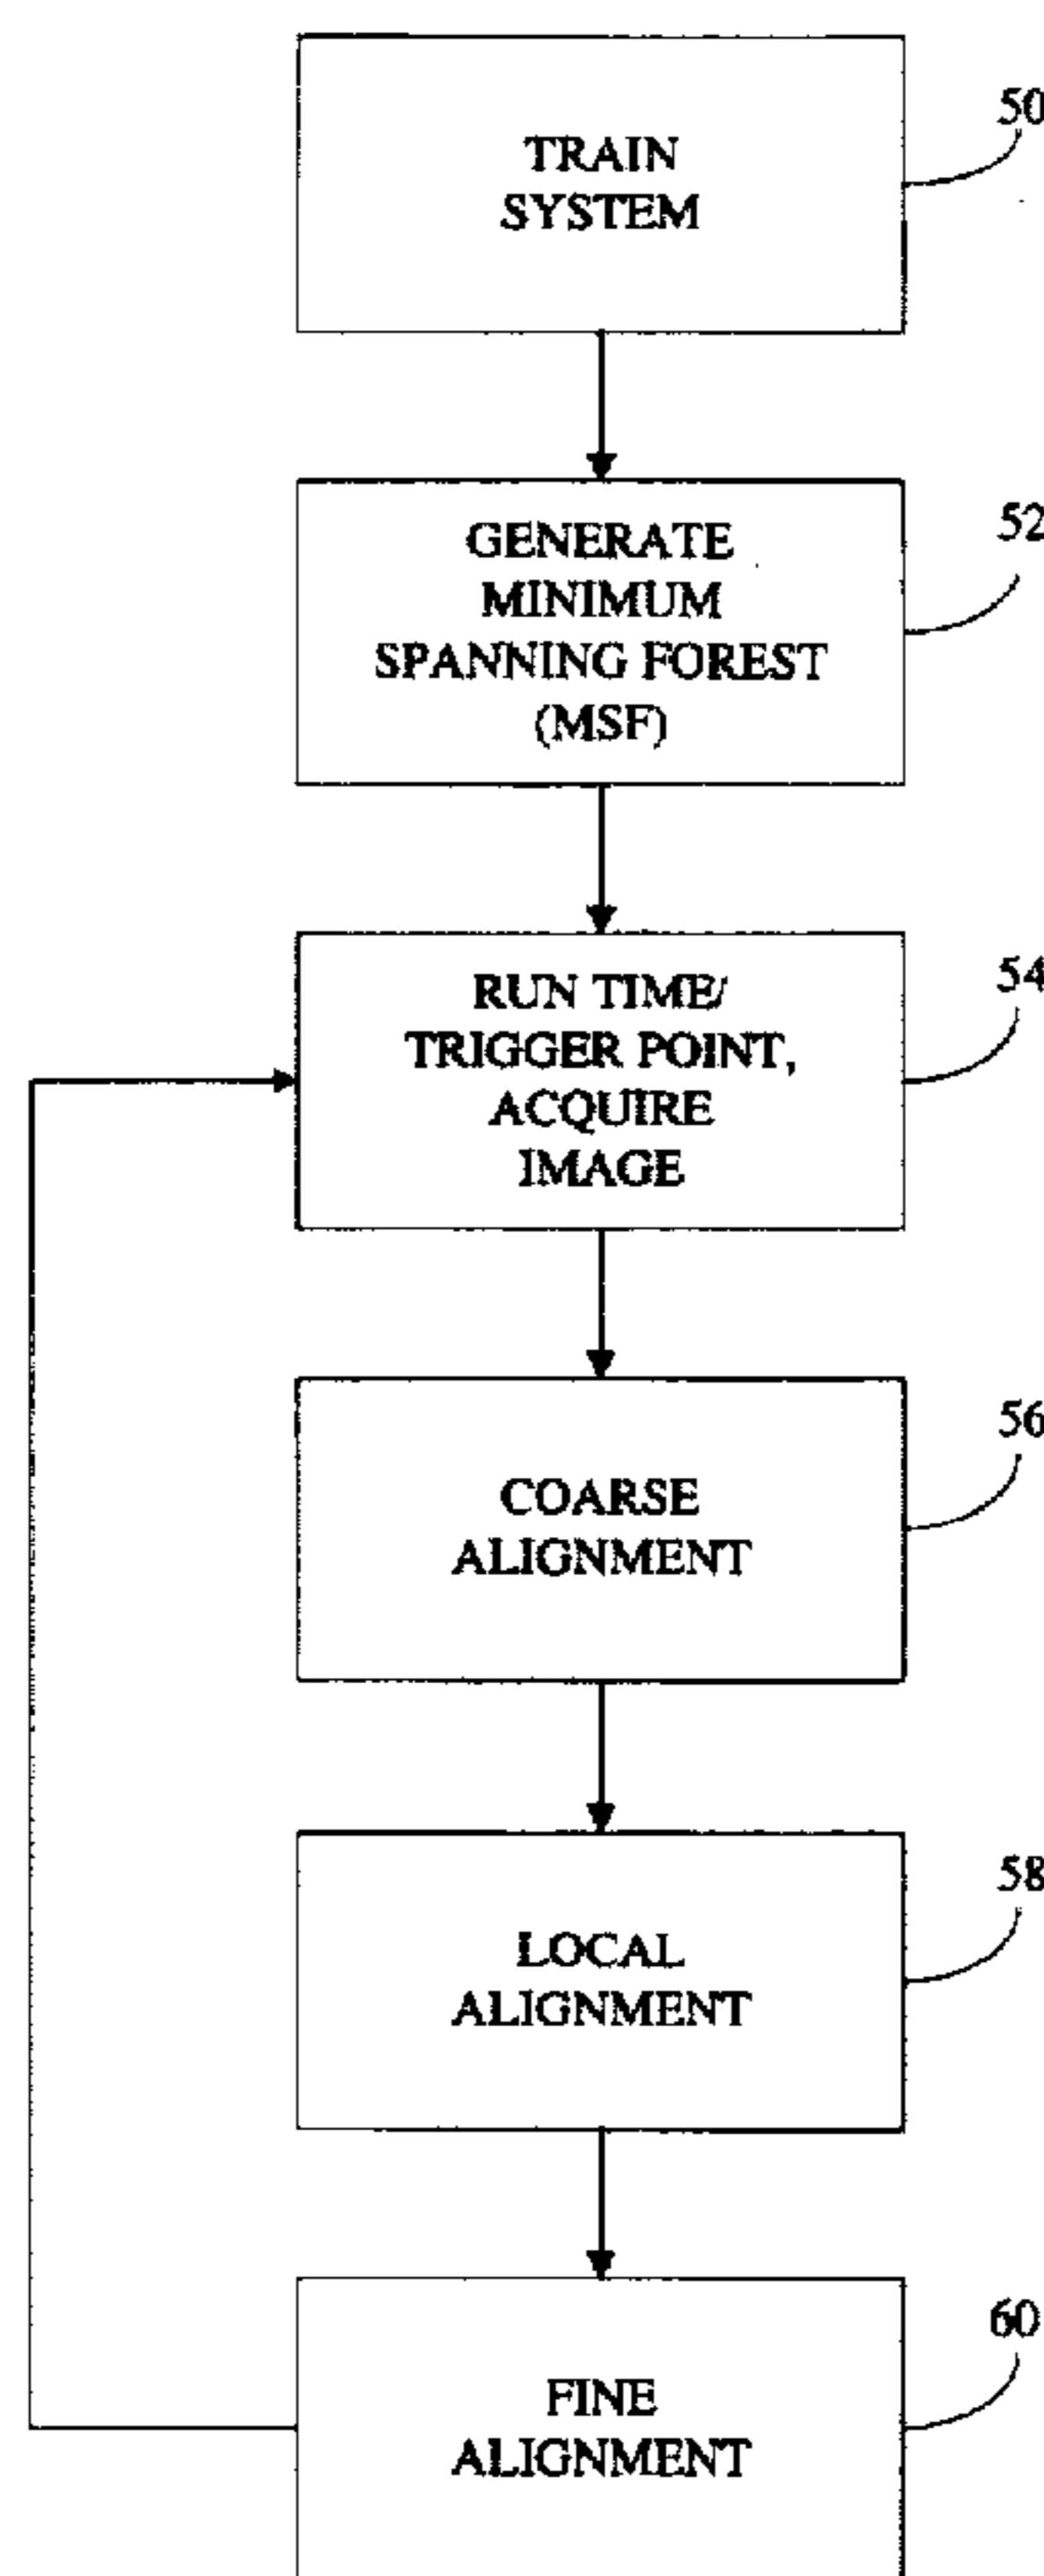 50
TRAIN
SYSTEM
52
GENERATE
MINIMUM
SPANNING FOREST
(MSF)
54
RUN TIME/
TRIGGER POINT,
ACQUIRE
IMAGE
56
COARSE
ALIGNMENT
58
LOCAL
ALIGNMENT
60
FINE
ALIGNMENT